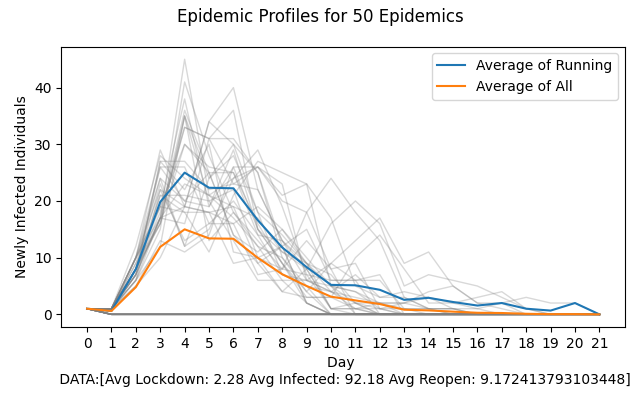 Epidemic Profiles for 50 Epidemics
Average of Running
Average of All
Newly Infected Individuals
40
30
20
10
0
0 1 2 3 4 5 6 7 8 9 10 11 12 13 14 15 16 17 18 19 20 21
Day
DATA:[Avg Lockdown: 2.28 Avg Infected: 92.18 Avg Reopen: 9.172413793103448]